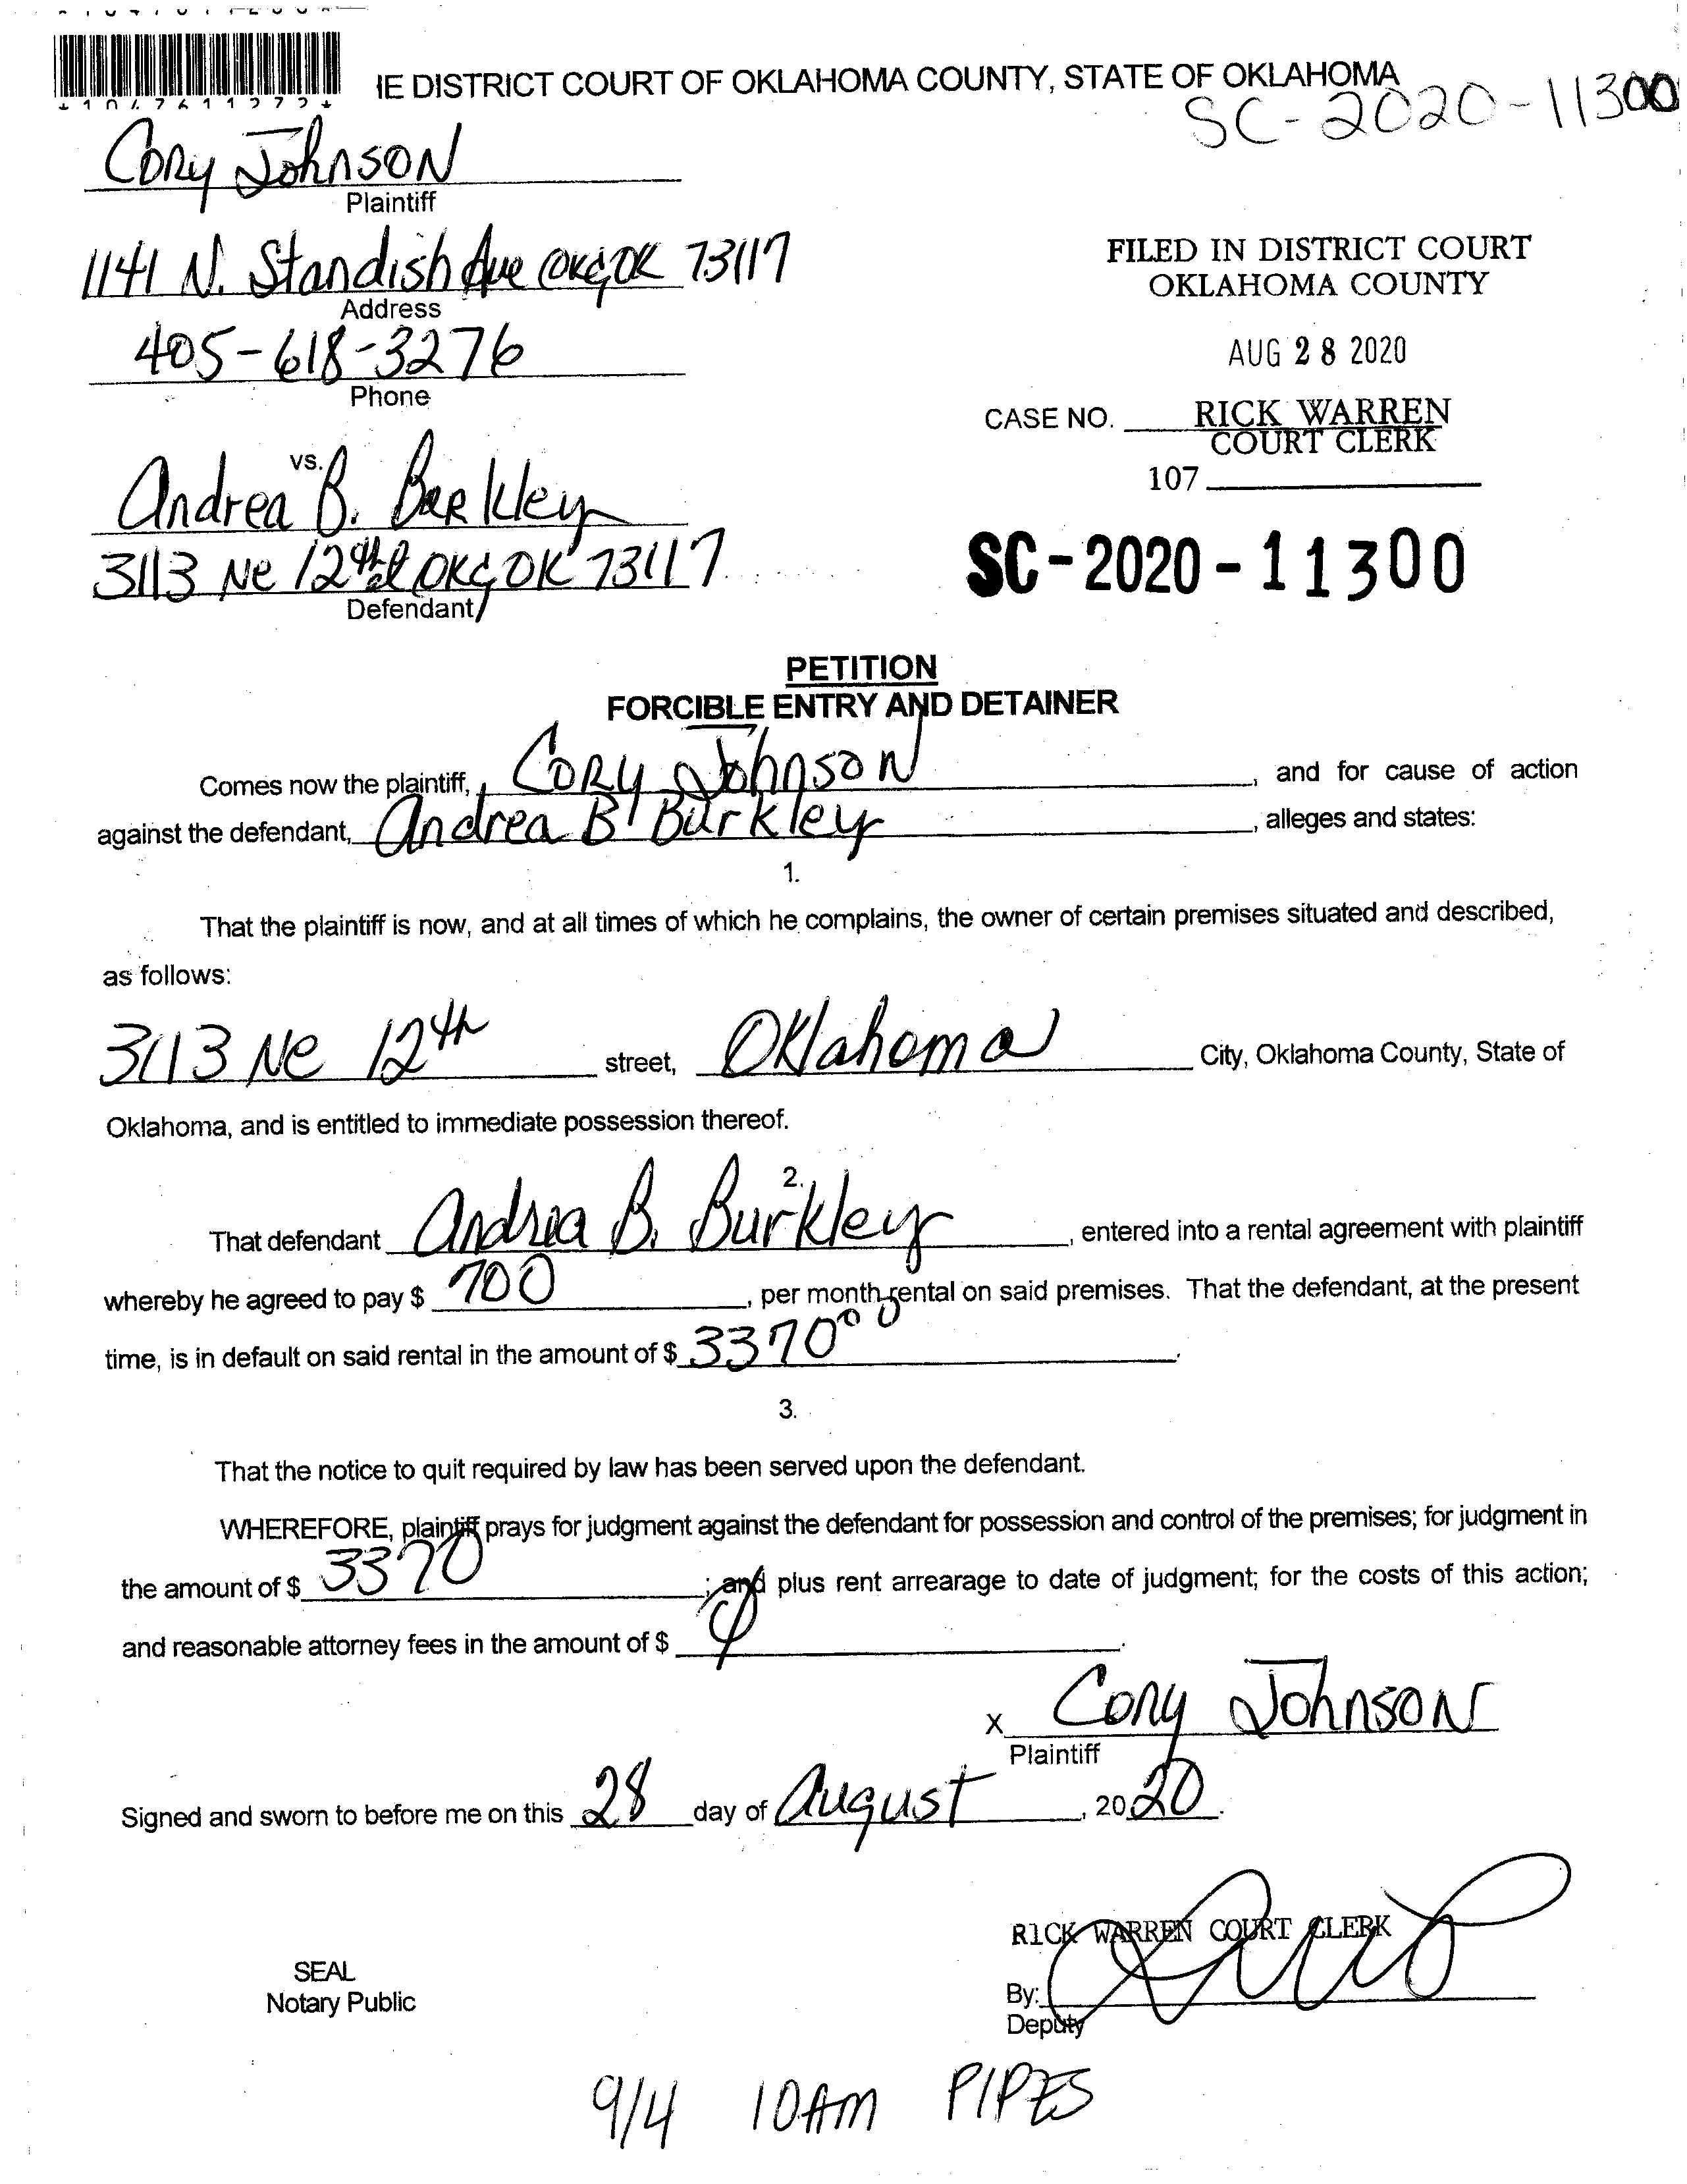 *1047611272*
IE DISTRICT COURT OF OKLAHOMA COUNTY, STATE OF OKLAHOMA
SC-2020-11300
Cory Johnson
Plaintiff
1141 N. Standish Ave OKC, OK 73117
Address
FILED IN DISTRICT COURT
OKLAHOMA COUNTY
405-618-3276
Phone
AUG 28 2020
CASE NO. RICK WARREN
COURT CLERK
107
vs.
Andrea B. Barkley
3113 Ne 12th st OKC, OK 73117
Defendant
SC-2020-11300
PETITION
FORCIBLE ENTRY AND DETAINER
Comes now the plaintiff, Cory Johnson, and for cause of action
against the defendant, Andrea B. Burkley, alleges and states:
1.
That the plaintiff is now, and at all times of which he complains, the owner of certain premises situated and described,
as follows:
3113 Ne 12th street, Oklahoma City, Oklahoma County, State of
Oklahoma, and is entitled to immediate possession thereof.
2.
That defendant Andrea B. Burkley, entered into a rental agreement with plaintiff
whereby he agreed to pay $ 700, per month rental on said premises. That the defendant, at the present
time, is in default on said rental in the amount of $ 3370 00.
3.
That the notice to quit required by law has been served upon the defendant.
WHEREFORE, plaintiff prays for judgment against the defendant for possession and control of the premises; for judgment in
the amount of $ 3370; and plus rent arrearage to date of judgment; for the costs of this action;
and reasonable attorney fees in the amount of $
X Cory Johnson
Plaintiff
Signed and sworn to before me on this 28 day of August, 2020.
RICK WARREN COURT CLERK
SEAL
Notary Public
By:
Deputy
9/4 10AM PIPES